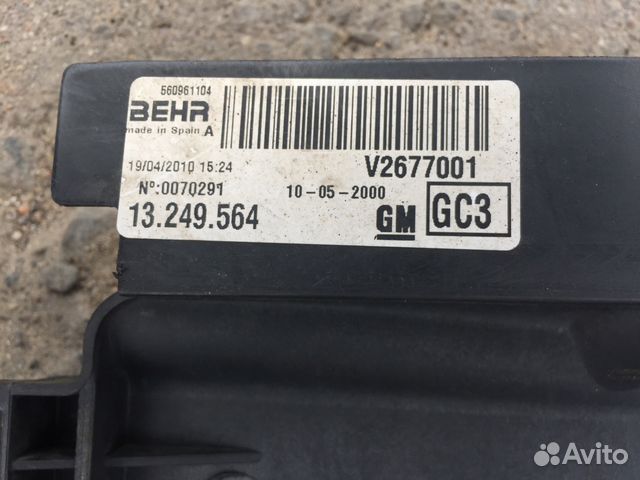 560961104
BEHR
made in Spain A
19/04/2010 15:24
V2677001
Nº:0070291
10-05-2000
13.249.564
GM
GC3
Avito